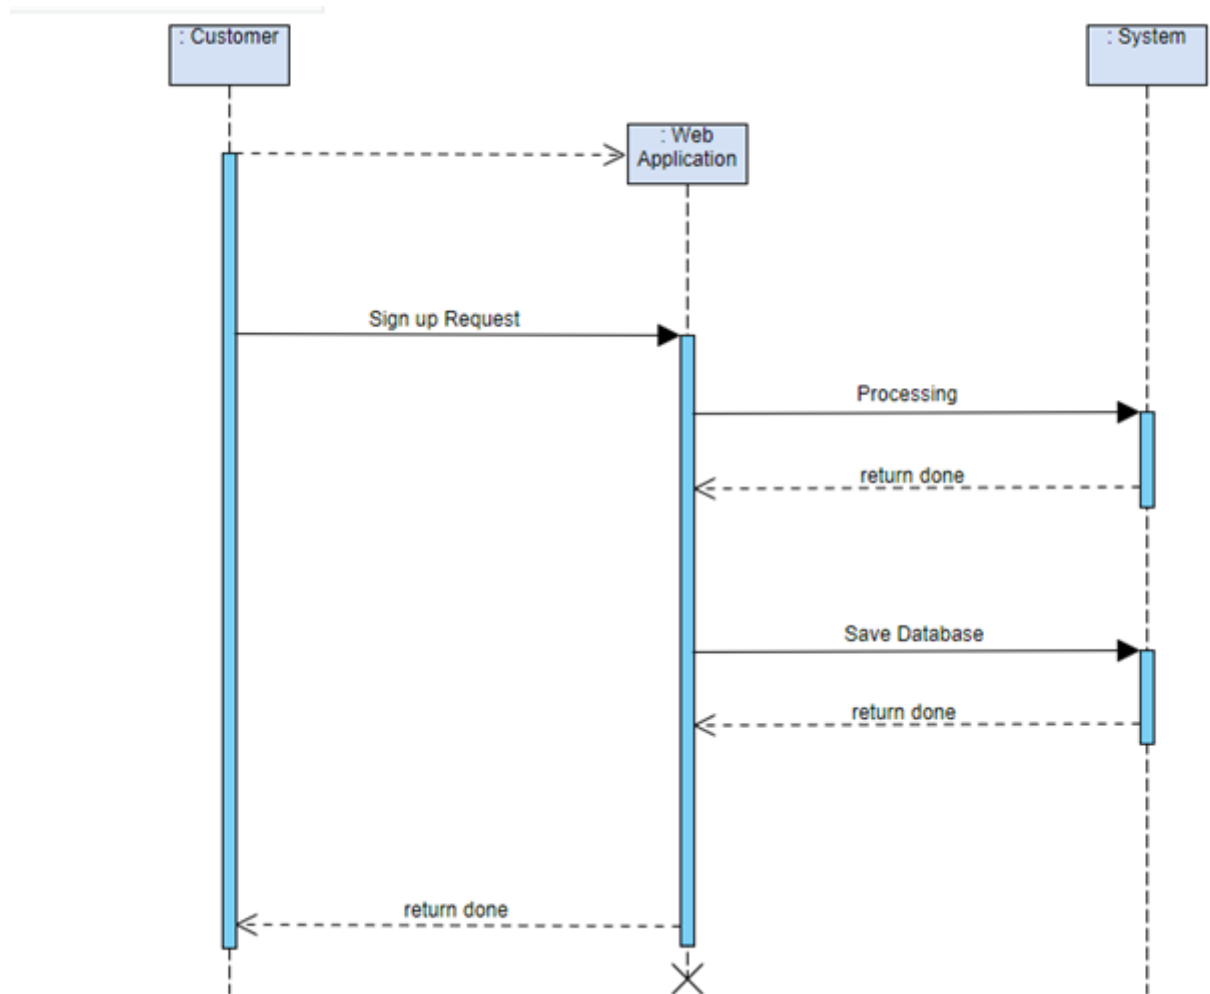 : Customer
: System
: Web
Application
Sign up Request
Processing
return done
Save Database
return done
return done